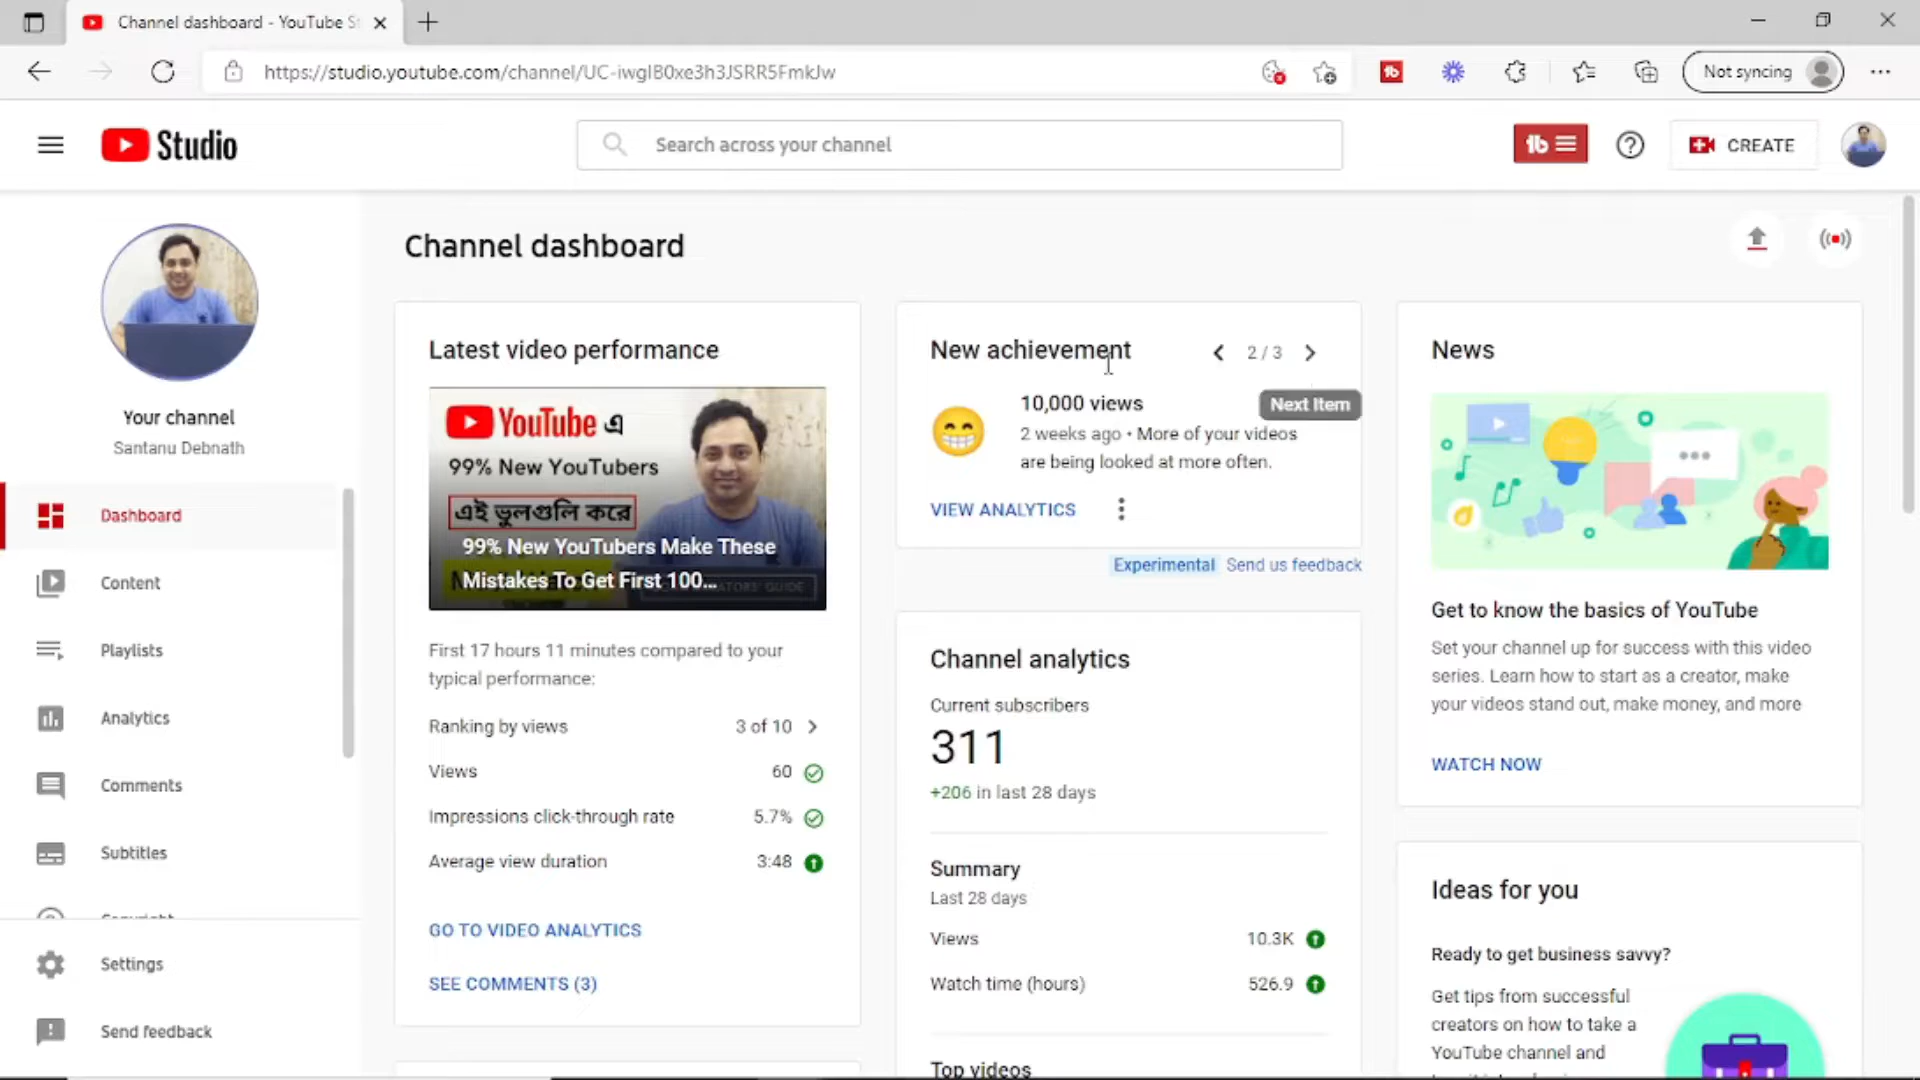 Channel dashboard - YouTube S
https://studio.youtube.com/channel/UC-iwglB0xe3h3JSRR5FmkJw
Not syncing
Studio
Search across your channel
CREATE
Your channel
Santanu Debnath
Dashboard
Content
Playlists
Analytics
Comments
Subtitles
Copyright
Settings
Send feedback
Channel dashboard
Latest video performance
YouTube এ
99% New YouTubers
এই ভুলগুলি করে
99% New YouTubers Make These
Mistakes To Get First 100...
GUIDE
First 17 hours 11 minutes compared to your
typical performance:
Ranking by views 3 of 10
Views 60
Impressions click-through rate 5.7%
Average view duration 3:48
GO TO VIDEO ANALYTICS
SEE COMMENTS (3)
New achievement 2 / 3
Next Item
10,000 views
2 weeks ago • More of your videos
are being looked at more often.
VIEW ANALYTICS
Experimental Send us feedback
Channel analytics
Current subscribers
311
+206 in last 28 days
Summary
Last 28 days
Views 10.3K
Watch time (hours) 526.9
Top videos
News
Get to know the basics of YouTube
Set your channel up for success with this video
series. Learn how to start as a creator, make
your videos stand out, make money, and more
WATCH NOW
Ideas for you
Ready to get business savvy?
Get tips from successful
creators on how to take a
YouTube channel and